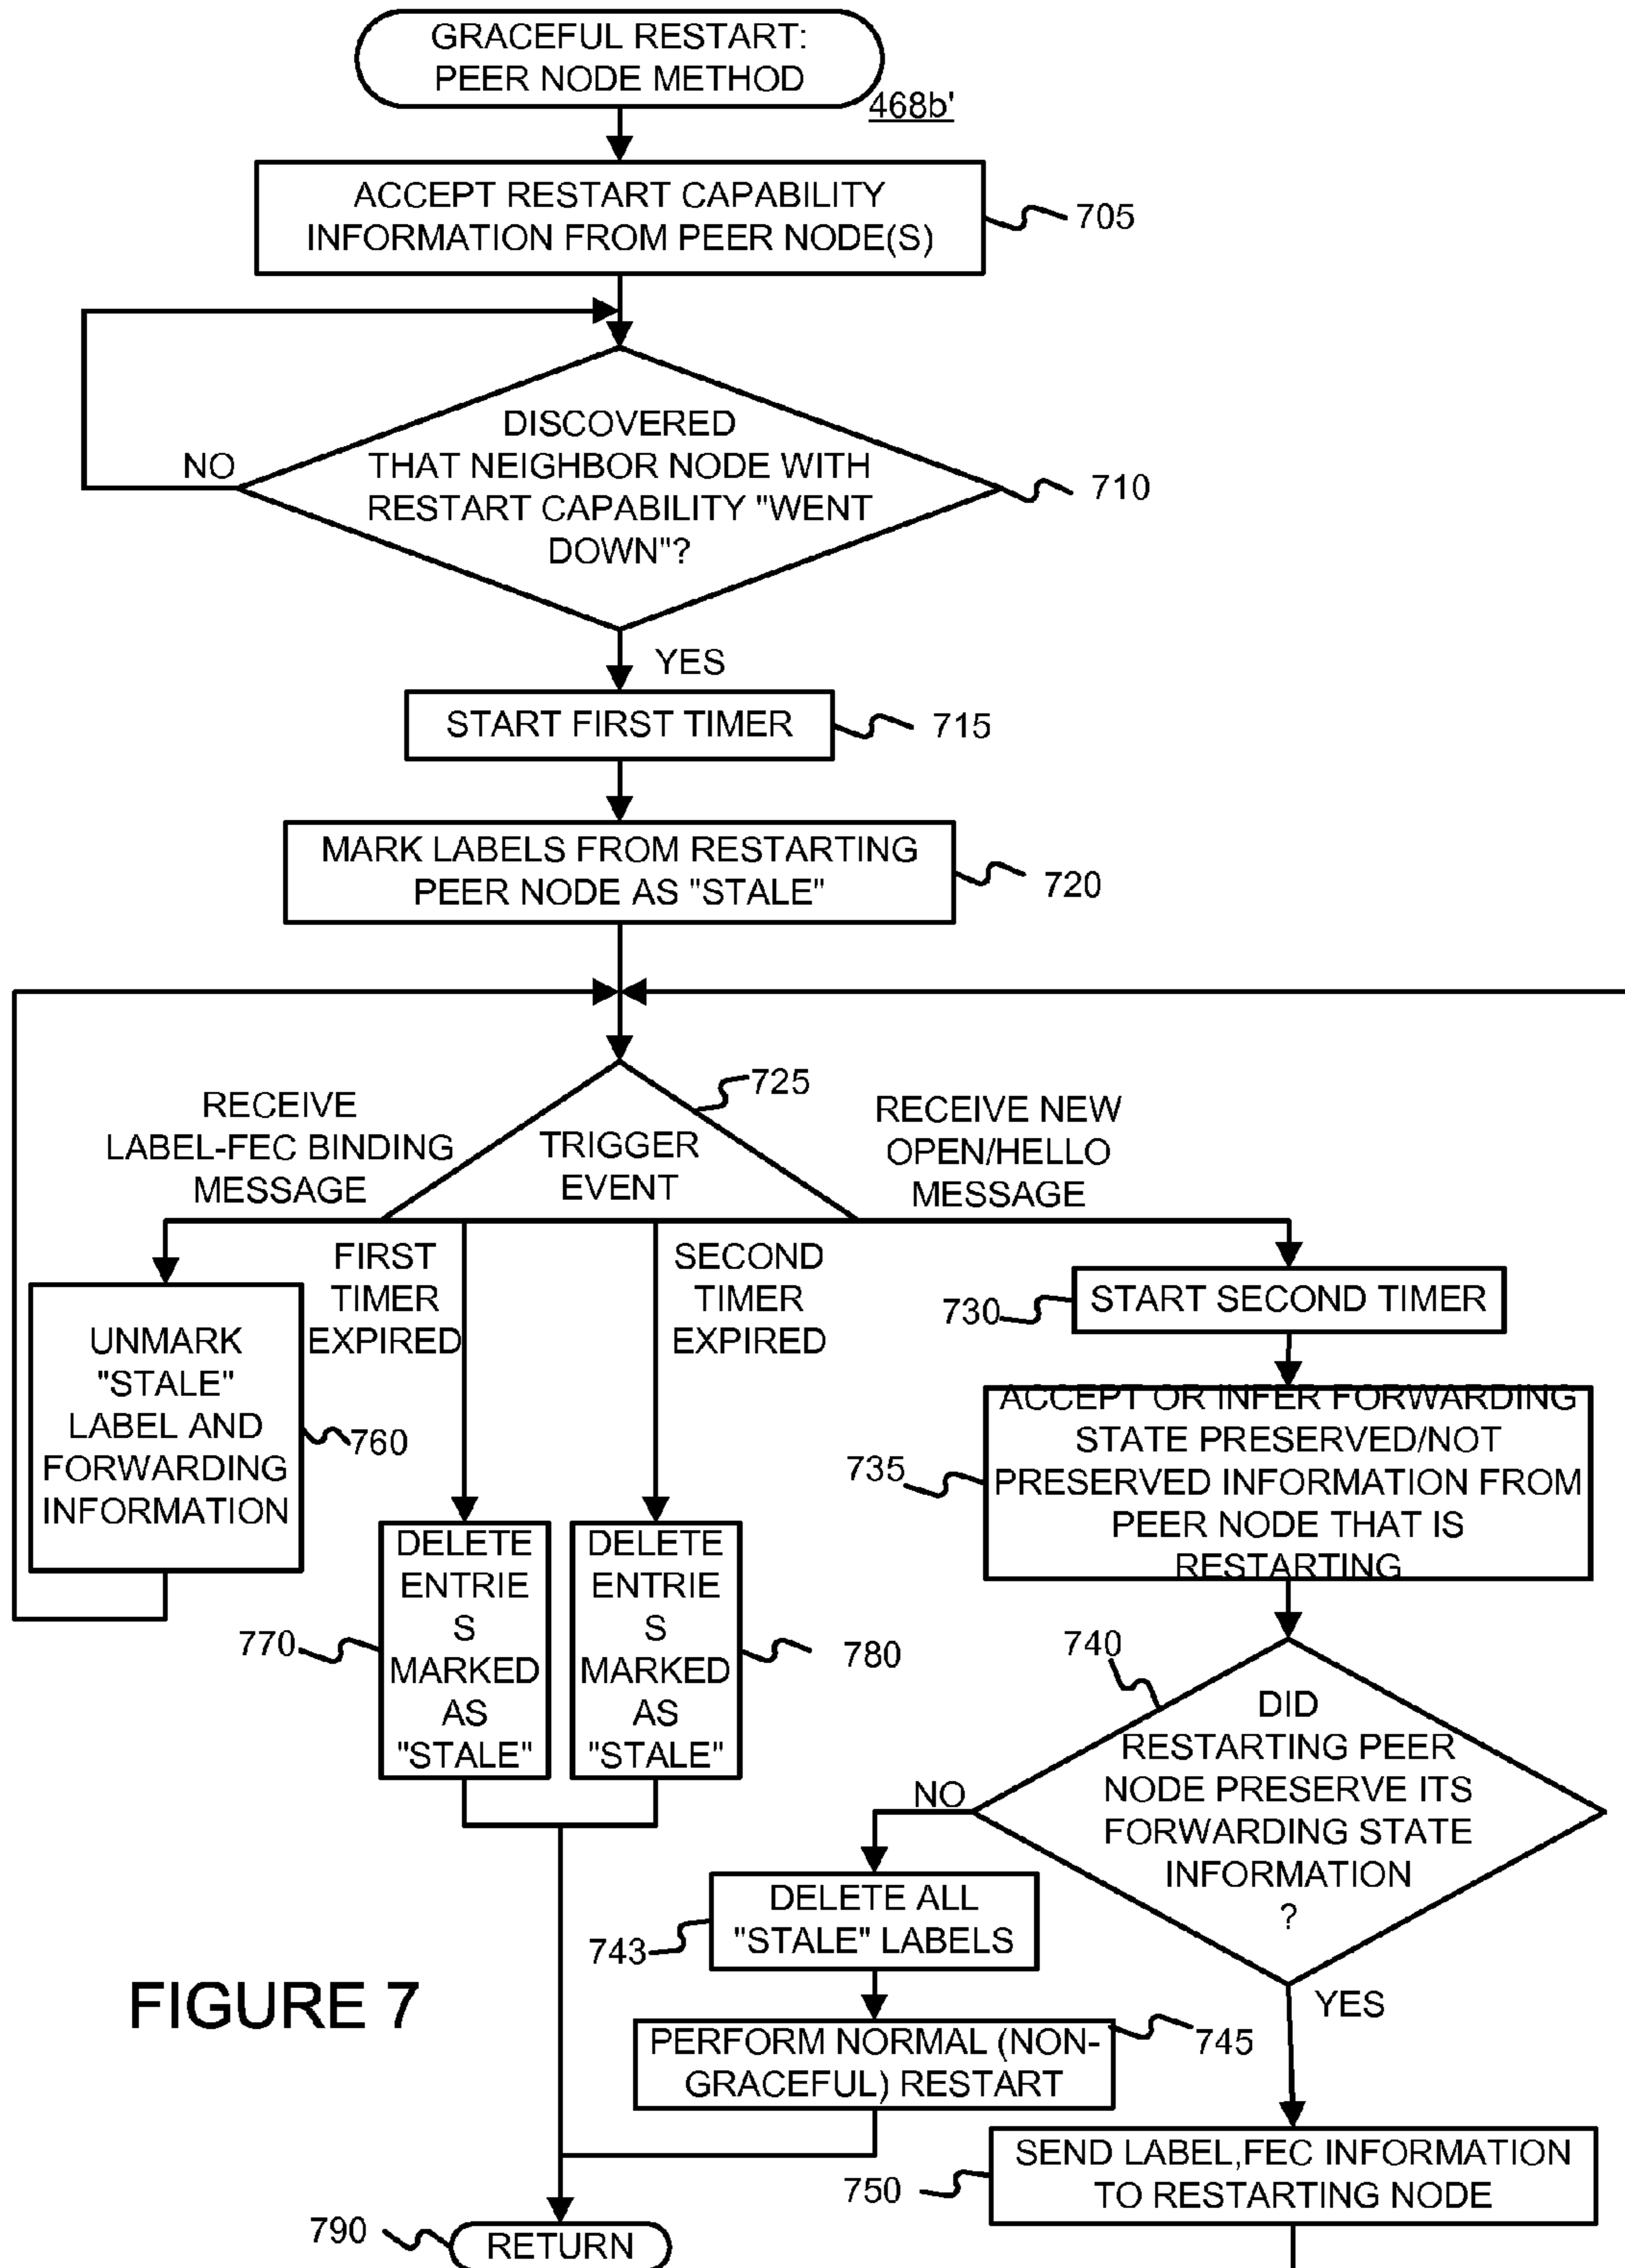 GRACEFUL RESTART:
PEER NODE METHOD
468b'
ACCEPT RESTART CAPABILITY
INFORMATION FROM PEER NODE(S)
705
DISCOVERED
THAT NEIGHBOR NODE WITH
RESTART CAPABILITY "WENT
DOWN"?
NO
710
YES
START FIRST TIMER
715
MARK LABELS FROM RESTARTING
PEER NODE AS "STALE"
720
725
TRIGGER
EVENT
RECEIVE
LABEL-FEC BINDING
MESSAGE
RECEIVE NEW
OPEN/HELLO
MESSAGE
FIRST
TIMER
EXPIRED
SECOND
TIMER
EXPIRED
UNMARK
"STALE"
LABEL AND
FORWARDING
INFORMATION
760
730
START SECOND TIMER
735
ACCEPT OR INFER FORWARDING
STATE PRESERVED/NOT
PRESERVED INFORMATION FROM
PEER NODE THAT IS
RESTARTING
770
DELETE
ENTRIE
S
MARKED
AS
"STALE"
DELETE
ENTRIE
S
MARKED
AS
"STALE"
780
740
DID
RESTARTING PEER
NODE PRESERVE ITS
FORWARDING STATE
INFORMATION
?
NO
YES
743
DELETE ALL
"STALE" LABELS
PERFORM NORMAL (NON-
GRACEFUL) RESTART
745
750
SEND LABEL,FEC INFORMATION
TO RESTARTING NODE
790
RETURN
FIGURE 7